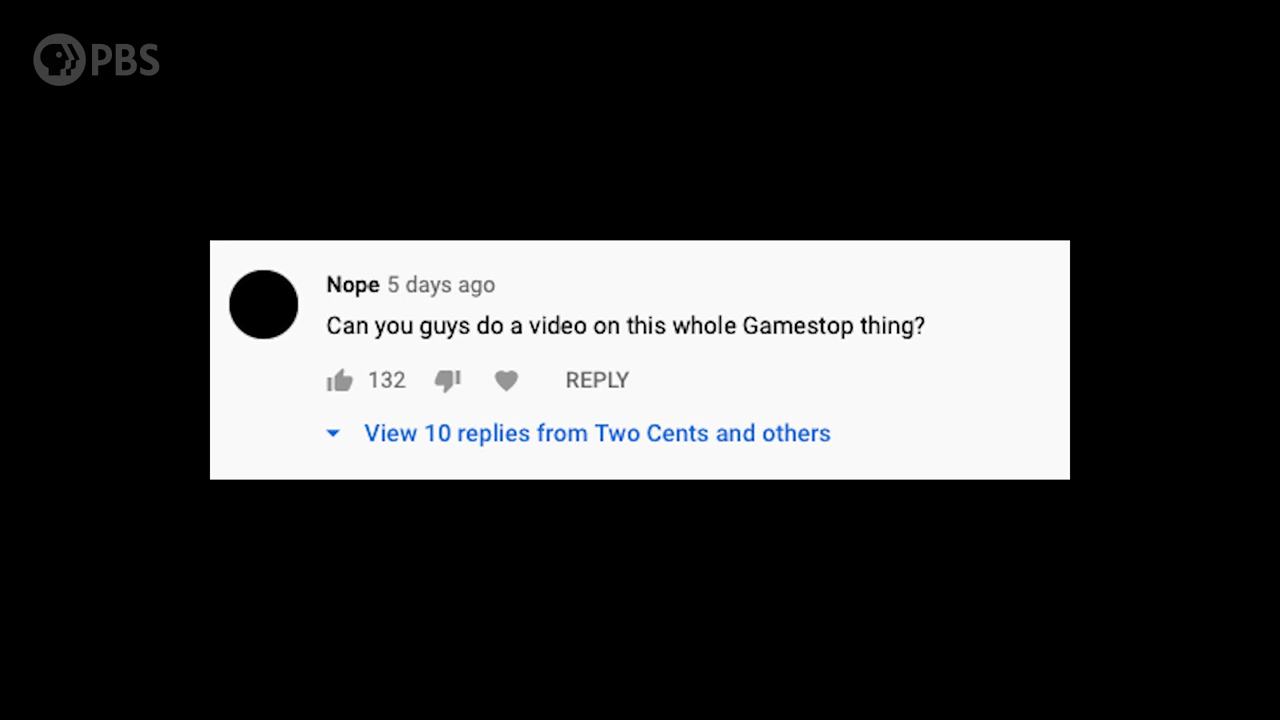 PBS
Nope 5 days ago
Can you guys do a video on this whole Gamestop thing?
132 REPLY
View 10 replies from Two Cents and others